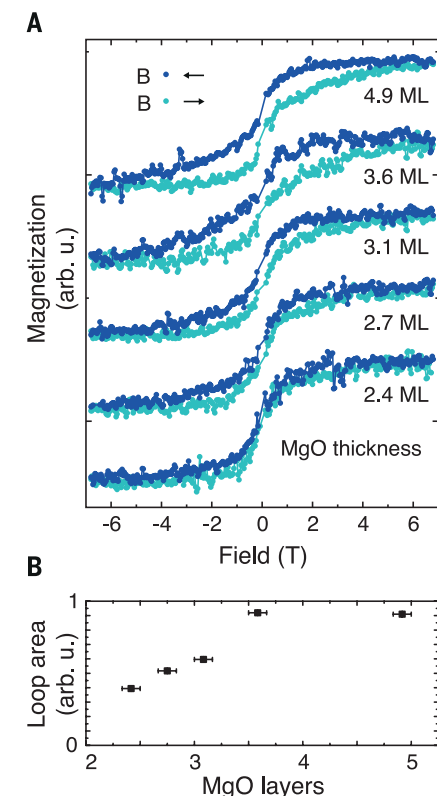 A
B ←
B →
4.9 ML
3.6 ML
3.1 ML
2.7 ML
2.4 ML
MgO thickness
Magnetization
(arb. u.)
-6 -4 -2 0 2 4 6
Field (T)
B
1
0
Loop area
(arb. u.)
2 3 4 5
MgO layers